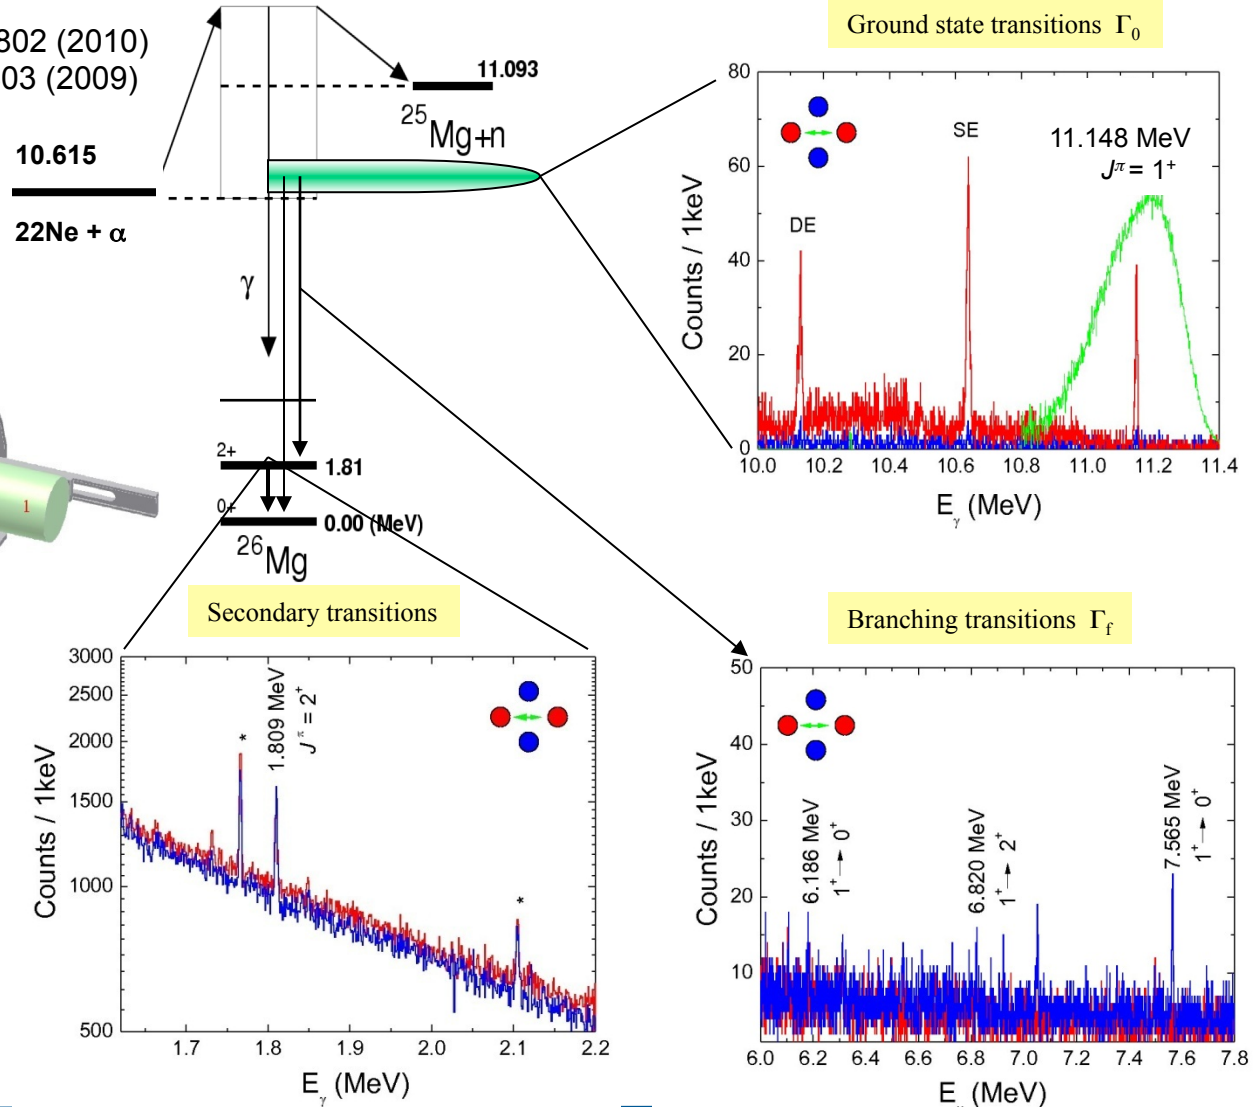 802 (2010)
03 (2009)
10.615
22Ne + α
11.093
²⁵Mg+n
γ
2+
1.81
0+
0.00 (MeV)
²⁶Mg
1
Ground state transitions Γ₀
80
60
40
20
0
Counts / 1keV
DE
SE
11.148 MeV
Jπ = 1⁺
10.0 10.2 10.4 10.6 10.8 11.0 11.2 11.4
Eγ (MeV)
Secondary transitions
3000
2500
2000
1500
1000
500
Counts / 1keV
*
1.809 MeV
Jπ = 2⁺
*
1.7 1.8 1.9 2.0 2.1 2.2
Eγ (MeV)
Branching transitions Γf
50
40
30
20
10
Counts / 1keV
6.186 MeV
1⁺→0⁺
6.820 MeV
1⁺→2⁺
7.565 MeV
1⁺→0⁺
6.0 6.2 6.4 6.6 6.8 7.0 7.2 7.4 7.6 7.8
Eγ (MeV)